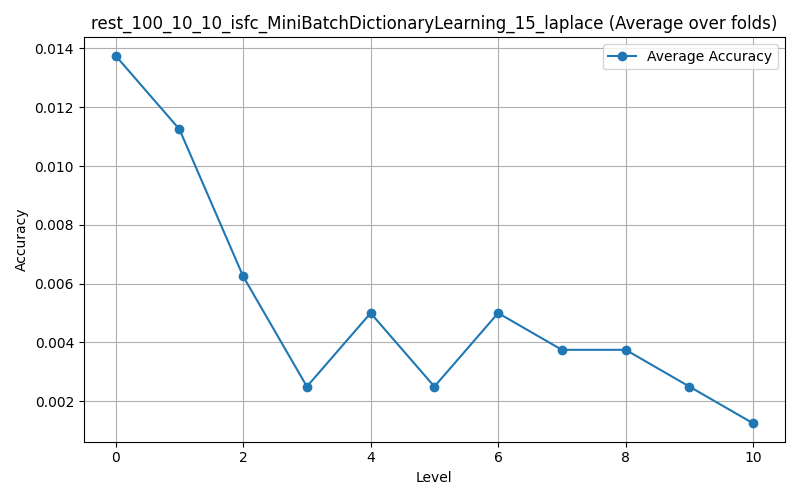 rest_100_10_10_isfc_MiniBatchDictionaryLearning_15_laplace (Average over folds)
Average Accuracy
Accuracy
0.014
0.012
0.010
0.008
0.006
0.004
0.002
0 2 4 6 8 10
Level